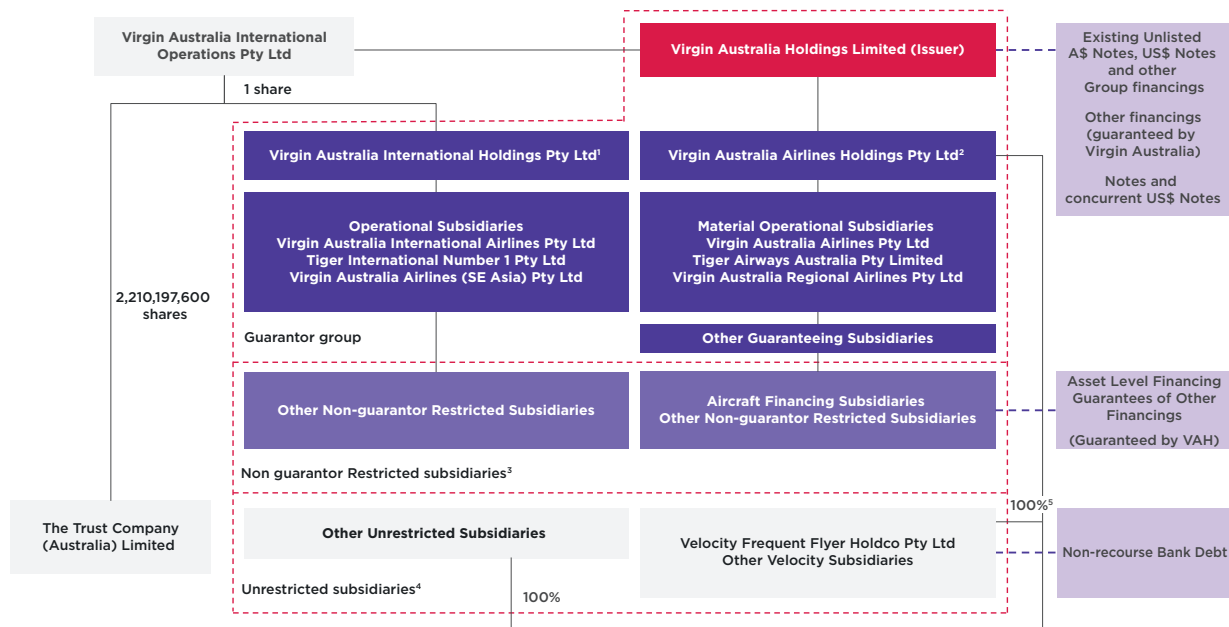 Virgin Australia International
Operations Pty Ltd
Virgin Australia Holdings Limited (Issuer)
Existing Unlisted
A$ Notes, US$ Notes
and other
Group financings
Other financings
(guaranteed by
Virgin Australia)
Notes and
concurrent US$ Notes
1 share
Virgin Australia International Holdings Pty Ltd¹
Virgin Australia Airlines Holdings Pty Ltd²
Operational Subsidiaries
Virgin Australia International Airlines Pty Ltd
Tiger International Number 1 Pty Ltd
Virgin Australia Airlines (SE Asia) Pty Ltd
Material Operational Subsidiaries
Virgin Australia Airlines Pty Ltd
Tiger Airways Australia Pty Limited
Virgin Australia Regional Airlines Pty Ltd
2,210,197,600
shares
Guarantor group
Other Guaranteeing Subsidiaries
Other Non-guarantor Restricted Subsidiaries
Aircraft Financing Subsidiaries
Other Non-guarantor Restricted Subsidiaries
Asset Level Financing
Guarantees of Other
Financings
(Guaranteed by VAH)
Non guarantor Restricted subsidiaries³
100%⁵
The Trust Company
(Australia) Limited
Other Unrestricted Subsidiaries
Velocity Frequent Flyer Holdco Pty Ltd
Other Velocity Subsidiaries
Non-recourse Bank Debt
Unrestricted subsidiaries⁴
100%